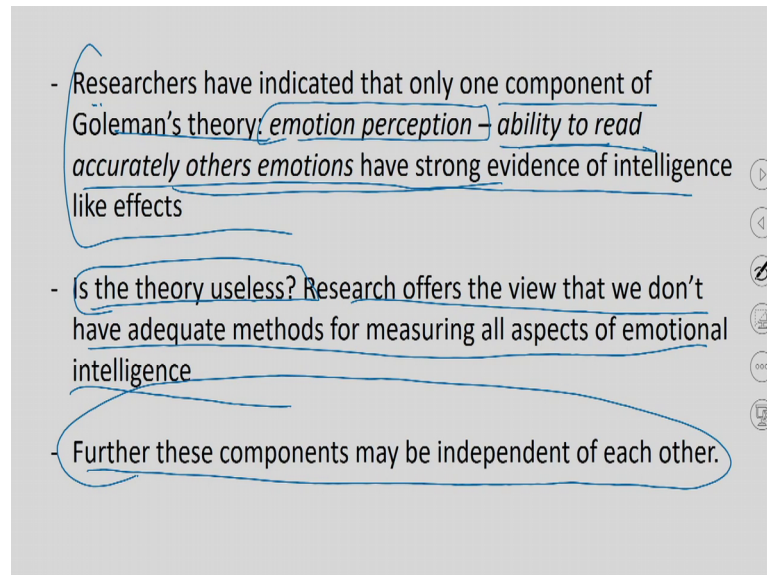 - Researchers have indicated that only one component of
Goleman's theory: emotion perception – ability to read
accurately others emotions have strong evidence of intelligence
like effects
- Is the theory useless? Research offers the view that we don't
have adequate methods for measuring all aspects of emotional
intelligence
- Further these components may be independent of each other.